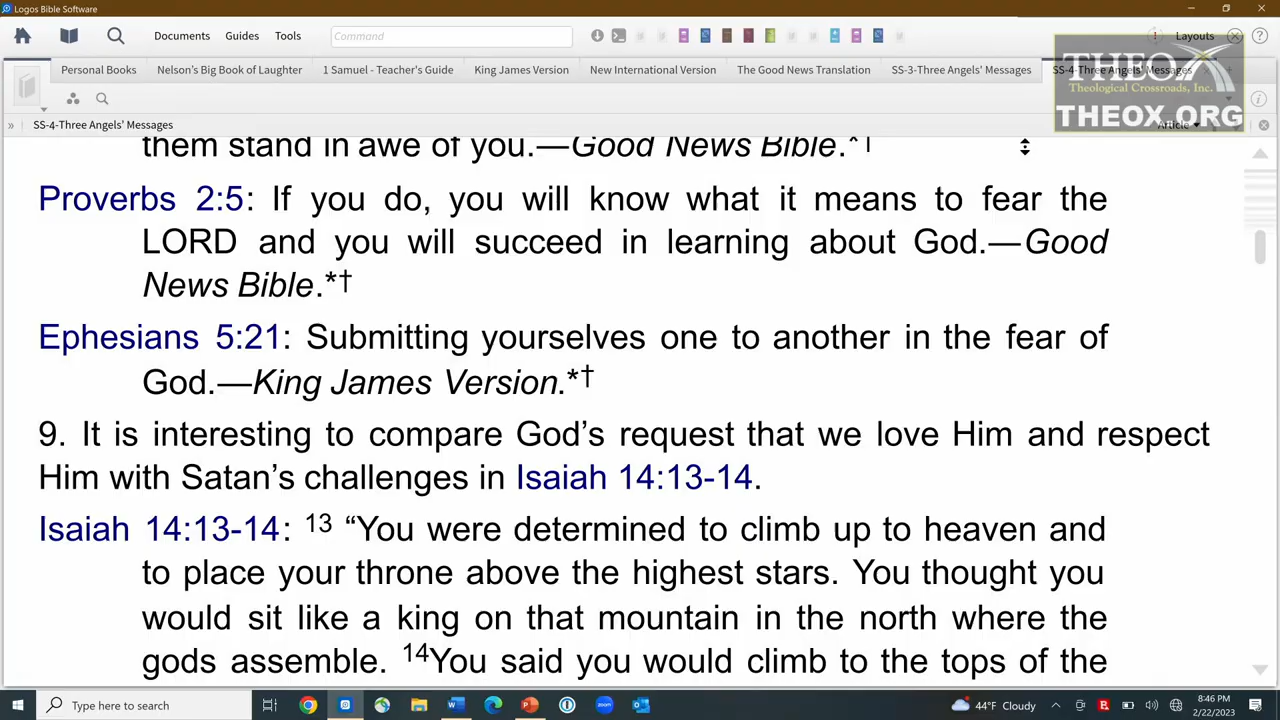 Logos Bible Software
Documents Guides Tools Command Layouts
Personal Books Nelson's Big Book of Laughter 1 Sam King James Version New International Version The Good News Translation SS-3-Three Angels' Messages SS-4-Three Angels' Messages
THEOX
Theological Crossroads, Inc.
THEOX.ORG
SS-4-Three Angels' Messages Article
them stand in awe of you.—Good News Bible.*†
Proverbs 2:5: If you do, you will know what it means to fear the
LORD and you will succeed in learning about God.—Good
News Bible.*†
Ephesians 5:21: Submitting yourselves one to another in the fear of
God.—King James Version.*†
9. It is interesting to compare God's request that we love Him and respect
Him with Satan's challenges in Isaiah 14:13-14.
Isaiah 14:13-14: 13 “You were determined to climb up to heaven and
to place your throne above the highest stars. You thought you
would sit like a king on that mountain in the north where the
gods assemble. 14You said you would climb to the tops of the
Type here to search 44°F Cloudy 8:46 PM
2/22/2023